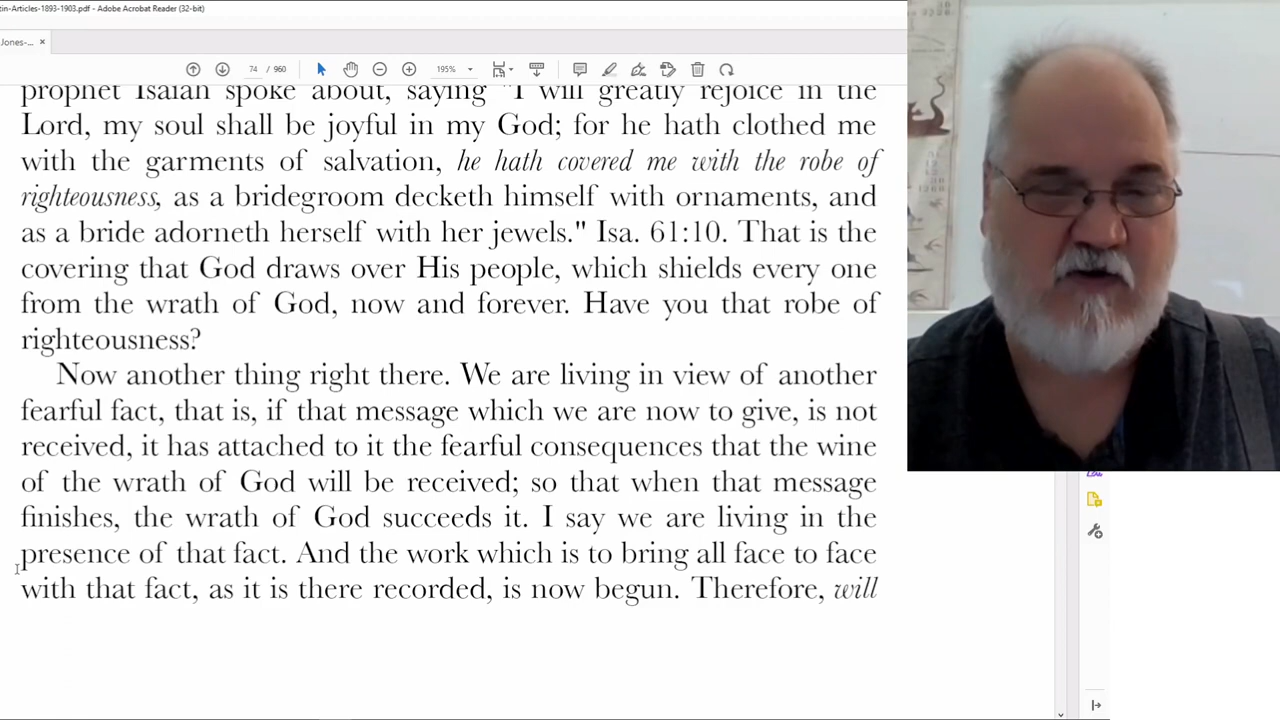 tin-Articles-1893-1903.pdf - Adobe Acrobat Reader (32-bit)
Jones-... ×
74 / 960
195%
prophet Isaiah spoke about, saying "I will greatly rejoice in the
Lord, my soul shall be joyful in my God; for he hath clothed me
with the garments of salvation, he hath covered me with the robe of
righteousness, as a bridegroom decketh himself with ornaments, and
as a bride adorneth herself with her jewels." Isa. 61:10. That is the
covering that God draws over His people, which shields every one
from the wrath of God, now and forever. Have you that robe of
righteousness?
Now another thing right there. We are living in view of another
fearful fact, that is, if that message which we are now to give, is not
received, it has attached to it the fearful consequences that the wine
of the wrath of God will be received; so that when that message
finishes, the wrath of God succeeds it. I say we are living in the
presence of that fact. And the work which is to bring all face to face
with that fact, as it is there recorded, is now begun. Therefore, will